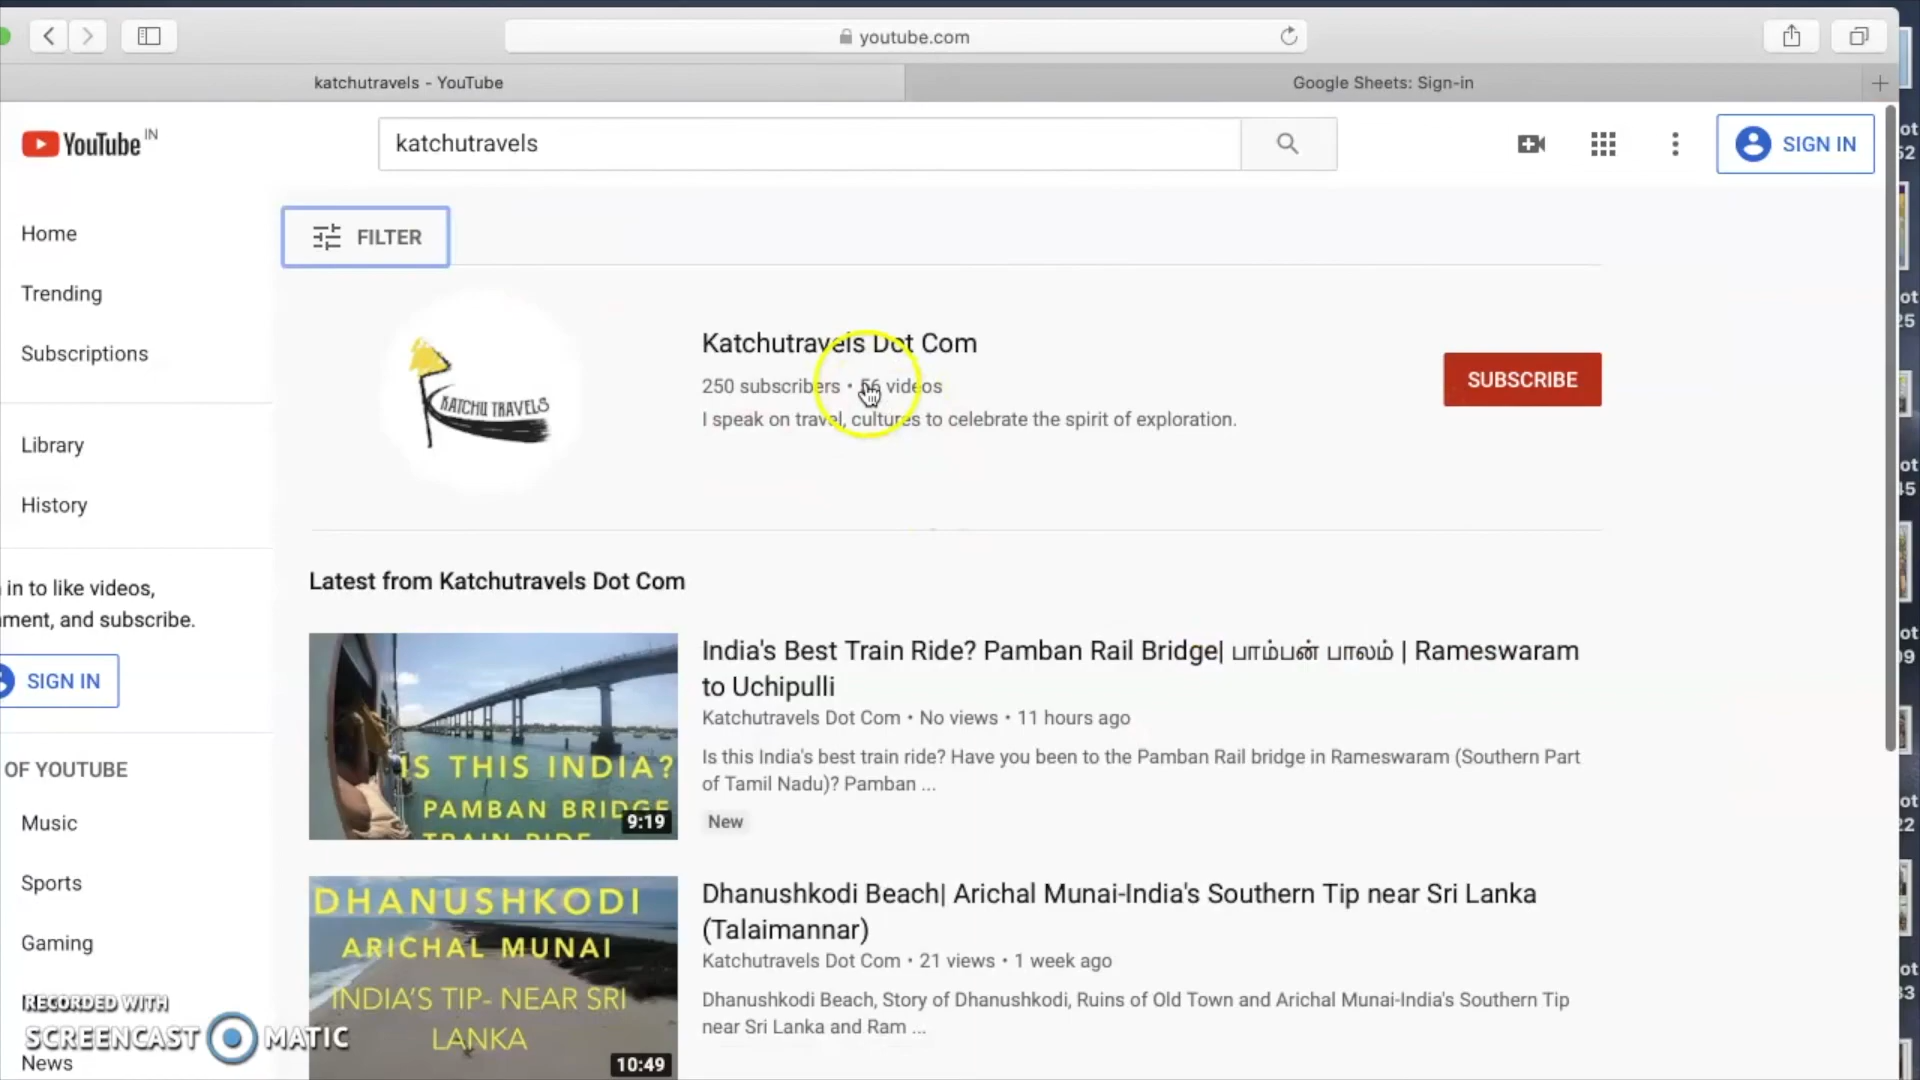 youtube.com
katchutravels - YouTube
Google Sheets: Sign-in
YouTube IN
katchutravels
SIGN IN
Home
Trending
Subscriptions
Library
History
in to like videos,
ment, and subscribe.
SIGN IN
OF YOUTUBE
Music
Sports
Gaming
News
FILTER
KATCHU TRAVELS
Katchutravels Dot Com
250 subscribers • 56 videos
I speak on travel, cultures to celebrate the spirit of exploration.
SUBSCRIBE
Latest from Katchutravels Dot Com
IS THIS INDIA?
PAMBAN BRIDGE
TRAIN RIDE
9:19
India's Best Train Ride? Pamban Rail Bridge| பாம்பன் பாலம் | Rameswaram
to Uchipulli
Katchutravels Dot Com • No views • 11 hours ago
Is this India's best train ride? Have you been to the Pamban Rail bridge in Rameswaram (Southern Part
of Tamil Nadu)? Pamban ...
New
DHANUSHKODI
ARICHAL MUNAI
INDIA'S TIP- NEAR SRI
LANKA
10:49
Dhanushkodi Beach| Arichal Munai-India's Southern Tip near Sri Lanka
(Talaimannar)
Katchutravels Dot Com • 21 views • 1 week ago
Dhanushkodi Beach, Story of Dhanushkodi, Ruins of Old Town and Arichal Munai-India's Southern Tip
near Sri Lanka and Ram ...
RECORDED WITH
SCREENCAST MATIC